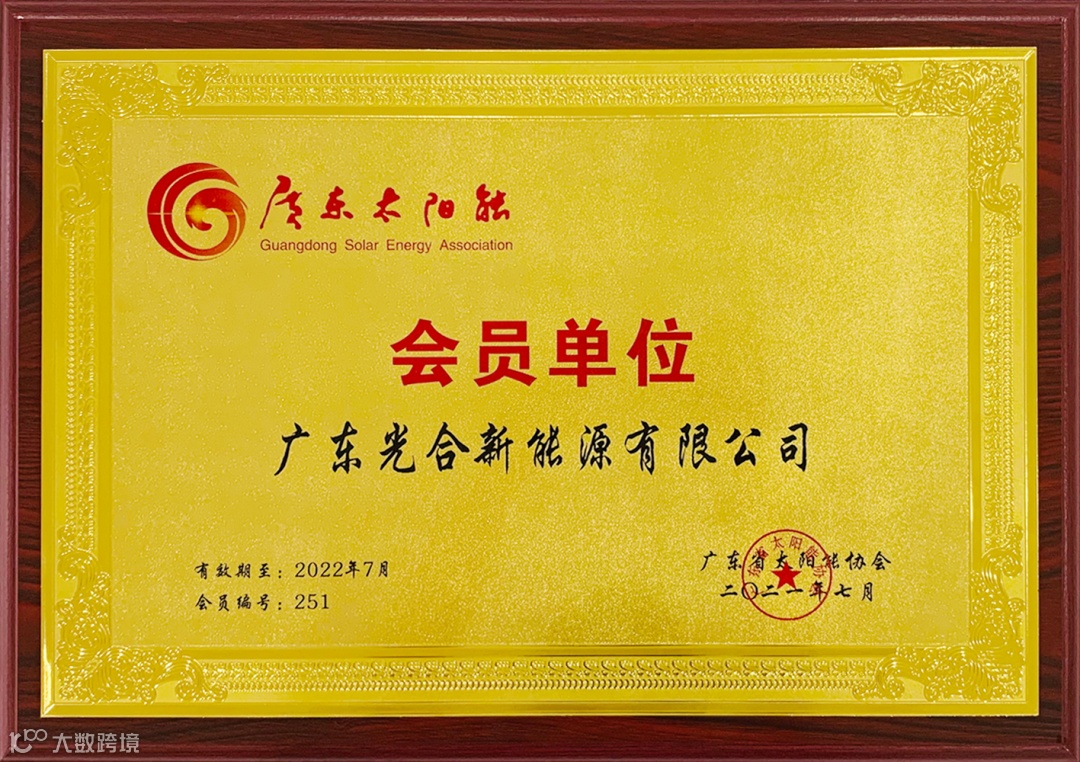 廣东太阳能
Guangdong Solar Energy Association
会员单位
广东光合新能源有限公司
有效期至：2022年7月
会员编号：251
广东省太阳能协会
二〇二一年七月
大数跨境